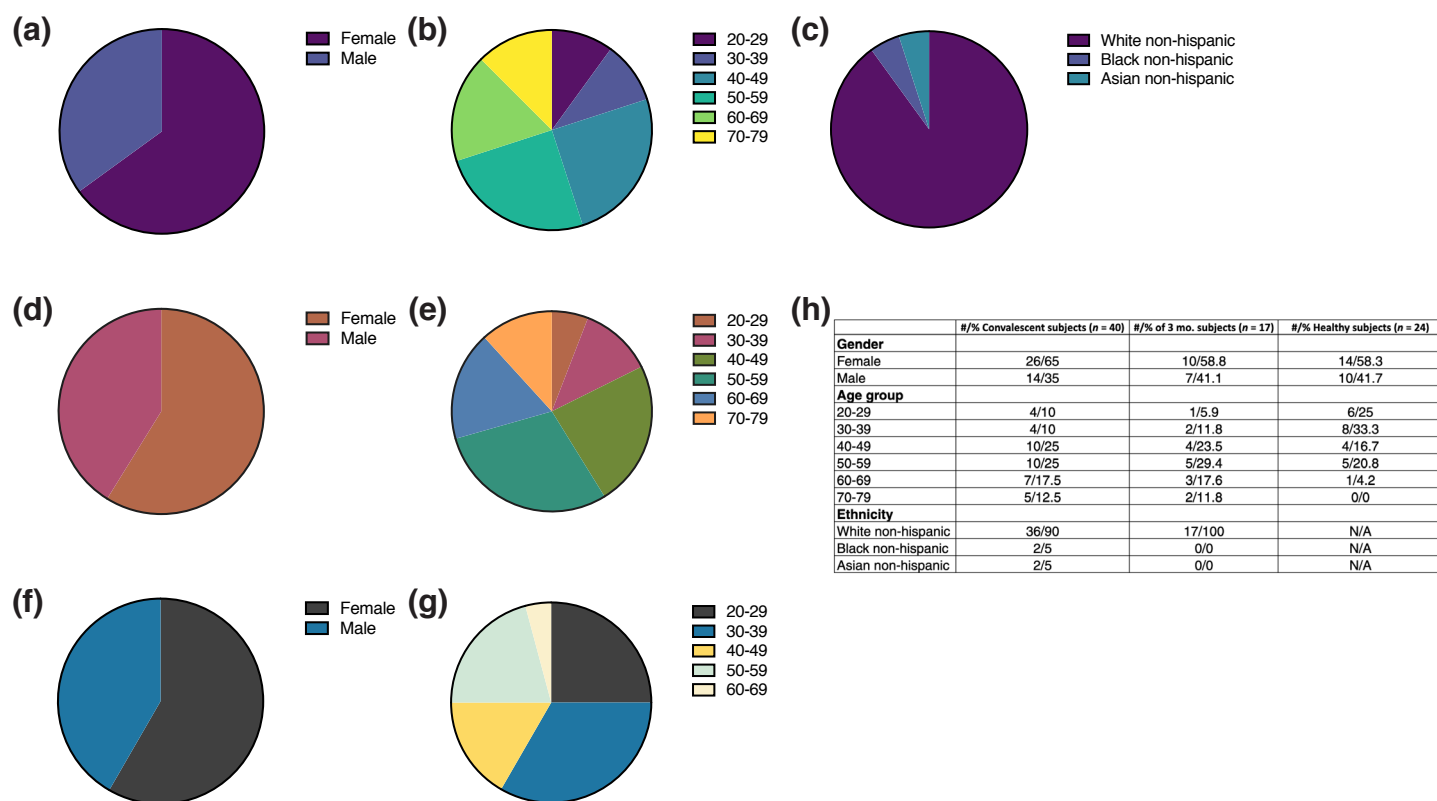 (a)
Female
Male
(b)
20-29
30-39
40-49
50-59
60-69
70-79
(c)
White non-hispanic
Black non-hispanic
Asian non-hispanic
(d)
Female
Male
(e)
20-29
30-39
40-49
50-59
60-69
70-79
(h)
#/% Convalescent subjects (n = 40) #/% of 3 mo. subjects (n = 17) #/% Healthy subjects (n = 24)
Gender
Female 26/65 10/58.8 14/58.3
Male 14/35 7/41.1 10/41.7
Age group
20-29 4/10 1/5.9 6/25
30-39 4/10 2/11.8 8/33.3
40-49 10/25 4/23.5 4/16.7
50-59 10/25 5/29.4 5/20.8
60-69 7/17.5 3/17.6 1/4.2
70-79 5/12.5 2/11.8 0/0
Ethnicity
White non-hispanic 36/90 17/100 N/A
Black non-hispanic 2/5 0/0 N/A
Asian non-hispanic 2/5 0/0 N/A
(f)
Female
Male
(g)
20-29
30-39
40-49
50-59
60-69